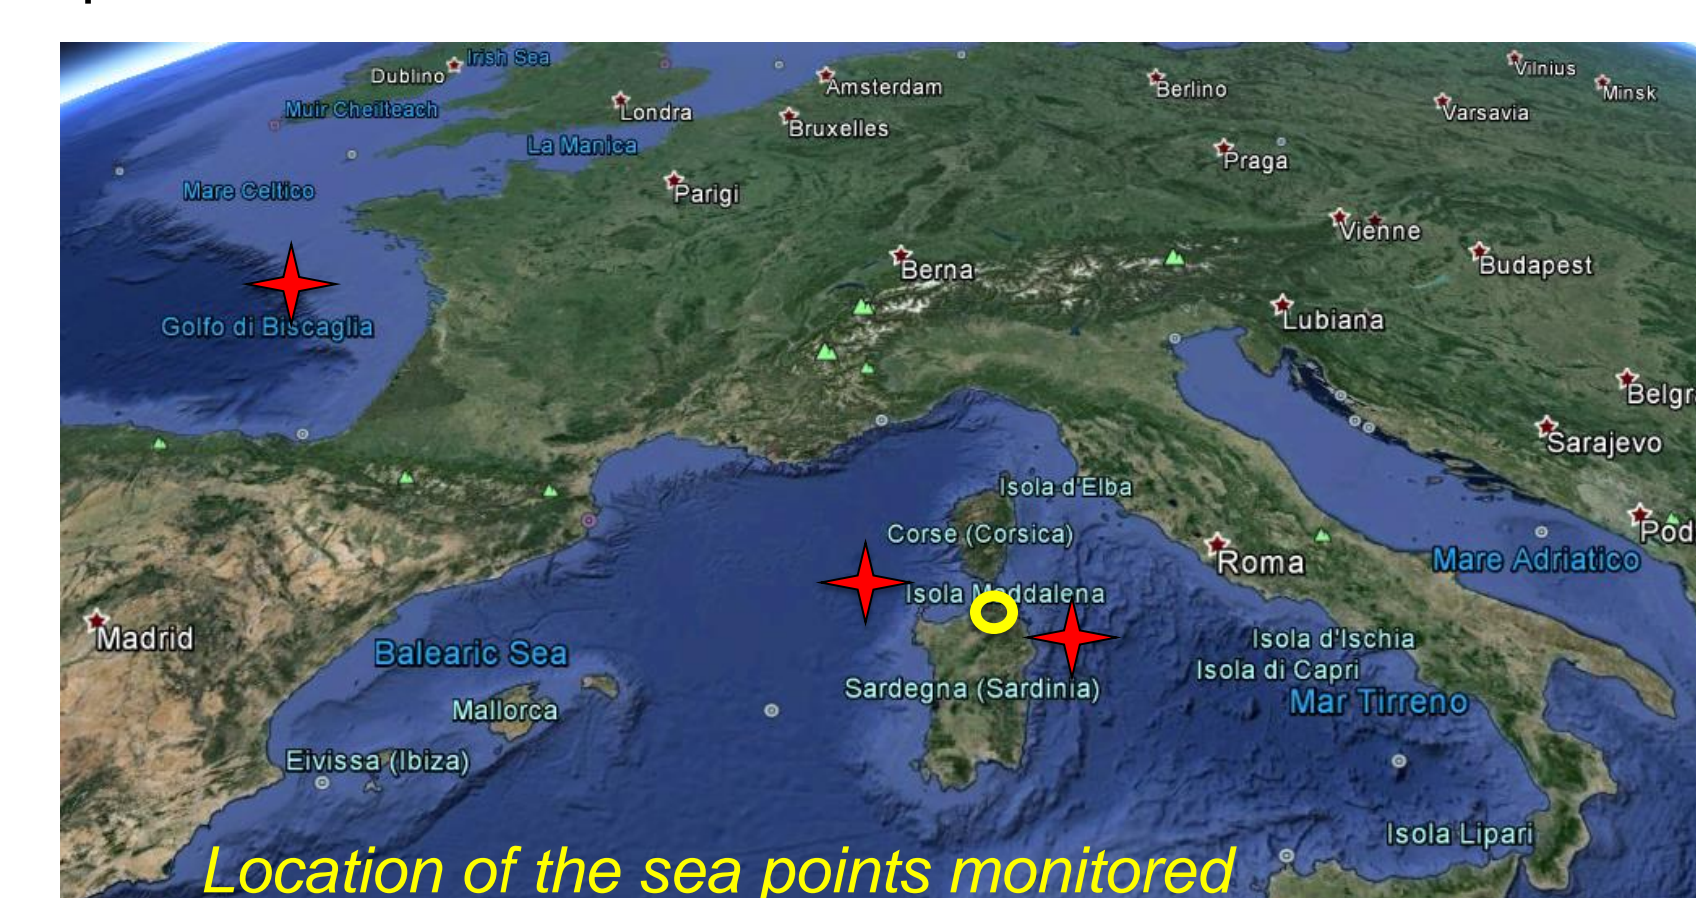 Irish Sea
Dublino
Vilnius
Amsterdam
Berlino
Minsk
Muir Cheilteach
Londra
Varsavia
Bruxelles
La Manica
Praga
Mare Celtico
Parigi
Vienne
Berna
Budapest
Golfo di Biscaglia
Lubiana
Belgr
Sarajevo
Isola d'Elba
Corse (Corsica)
Pod
Roma
Mare Adriatico
Isola Maddalena
Madrid
Isola d'Ischia
Balearic Sea
Isola di Capri
Sardegna (Sardinia)
Mar Tirreno
Mallorca
Eivissa (Ibiza)
Isola Lipari
Location of the sea points monitored